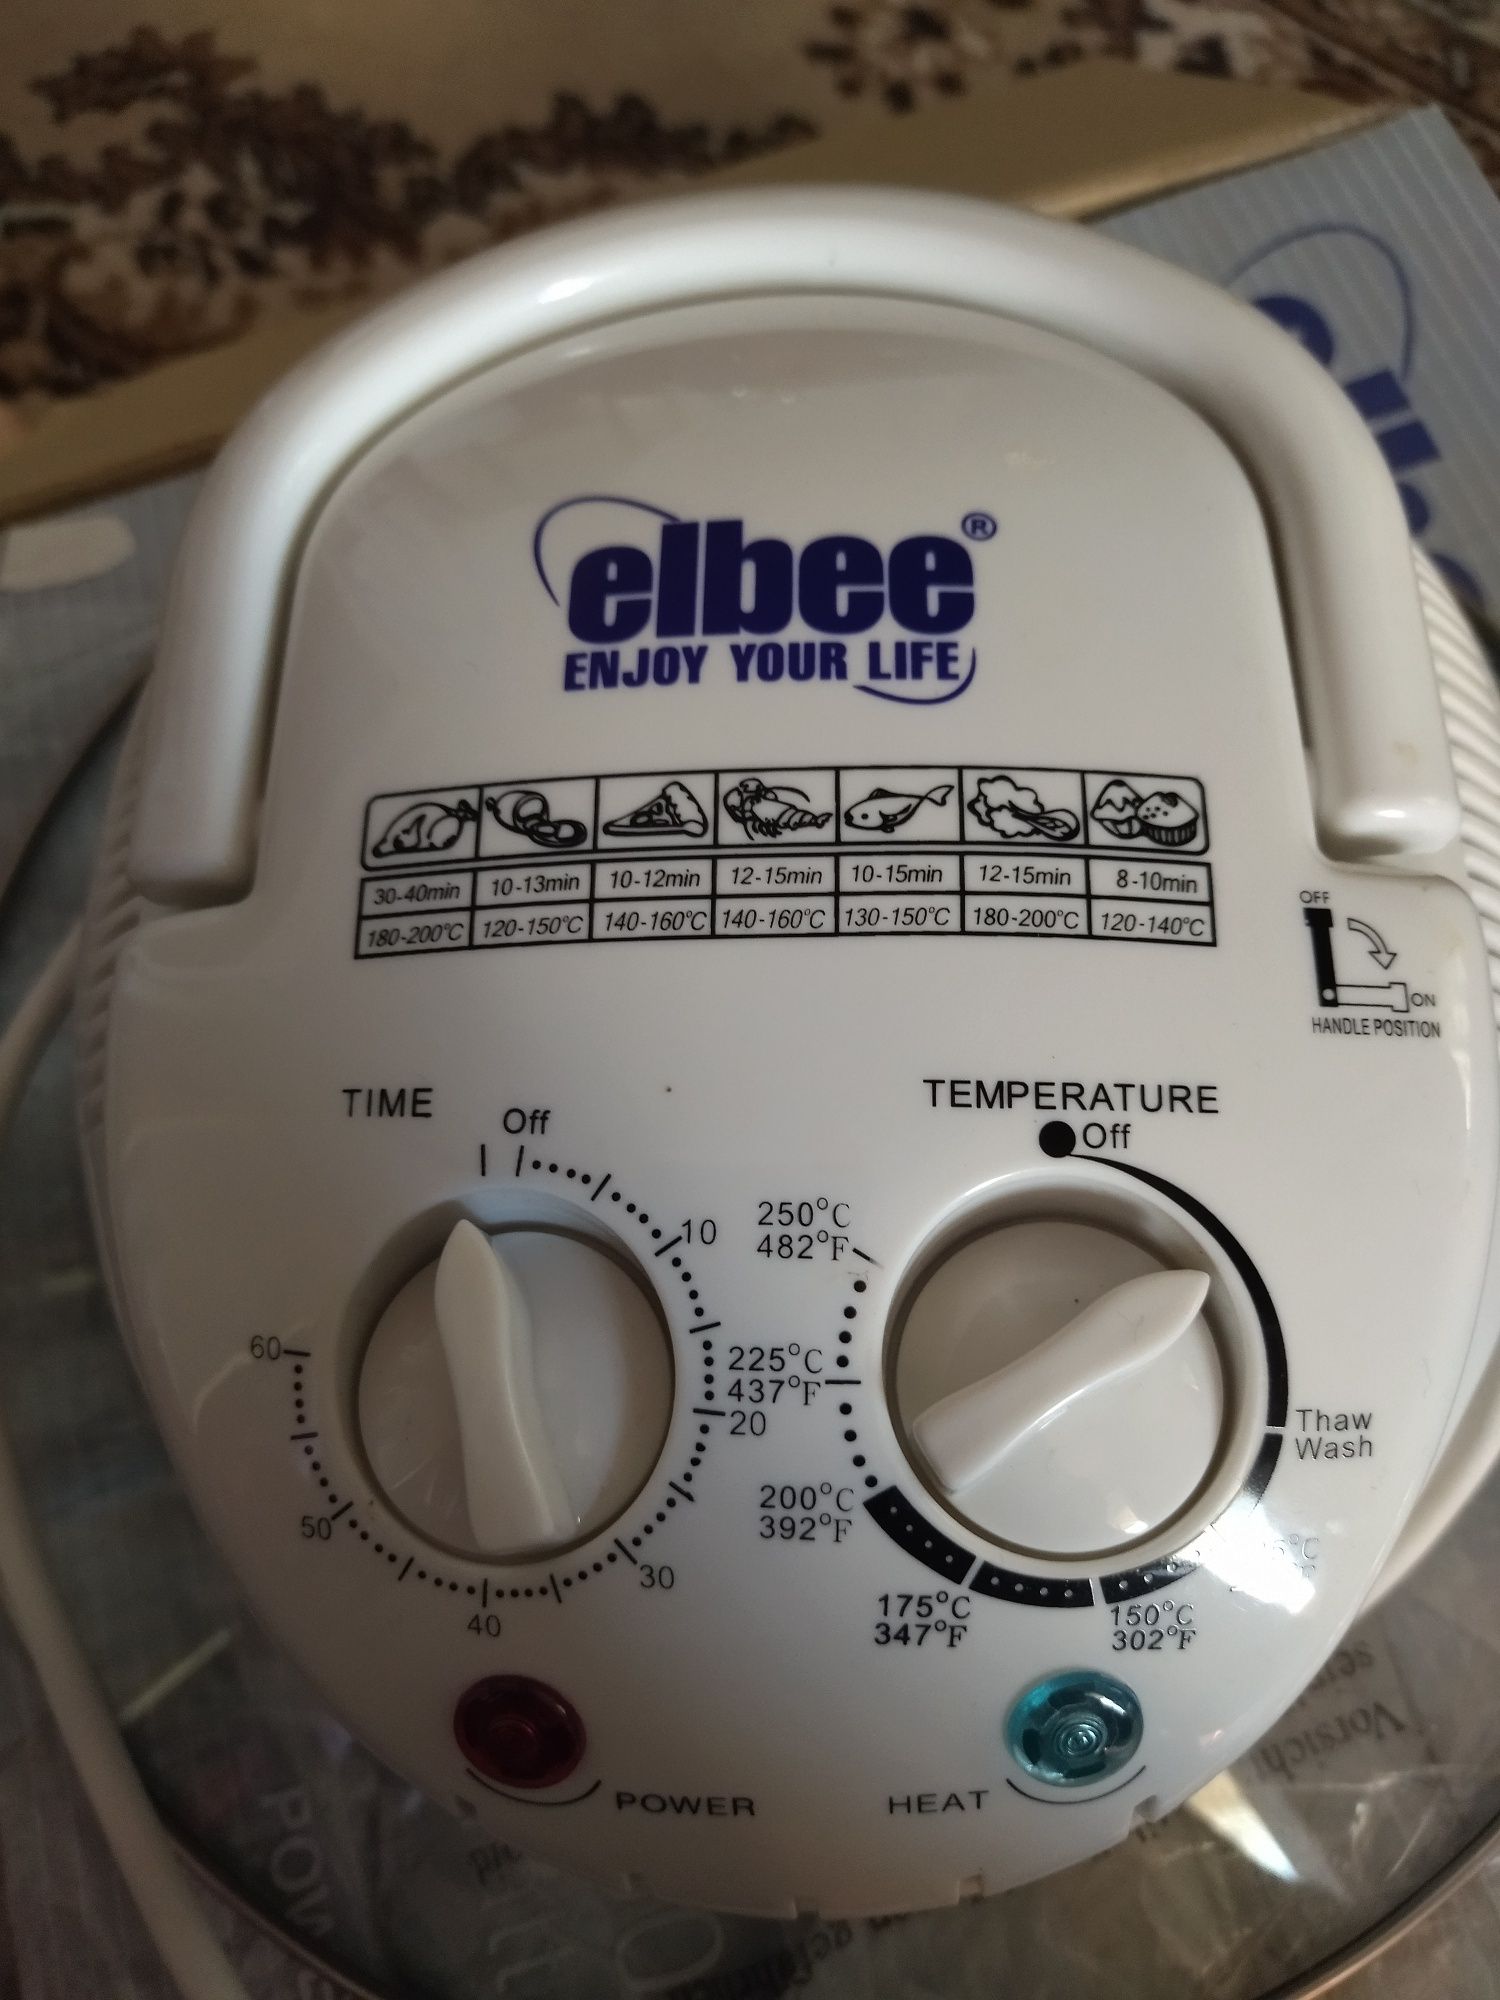 elbee®
ENJOY YOUR LIFE
30-40min 10-13min 10-12min 12-15min 10-15min 12-15min 8-10min
180-200°C 120-150°C 140-160°C 140-160°C 130-150°C 180-200°C 120-140°C
OFF
ON
HANDLE POSITION
TIME
Off
10
20
30
40
50
60
TEMPERATURE
Off
250°C
482°F
225°C
437°F
200°C
392°F
175°C
347°F
150°C
302°F
Thaw
Wash
POWER
HEAT
Vorsicht